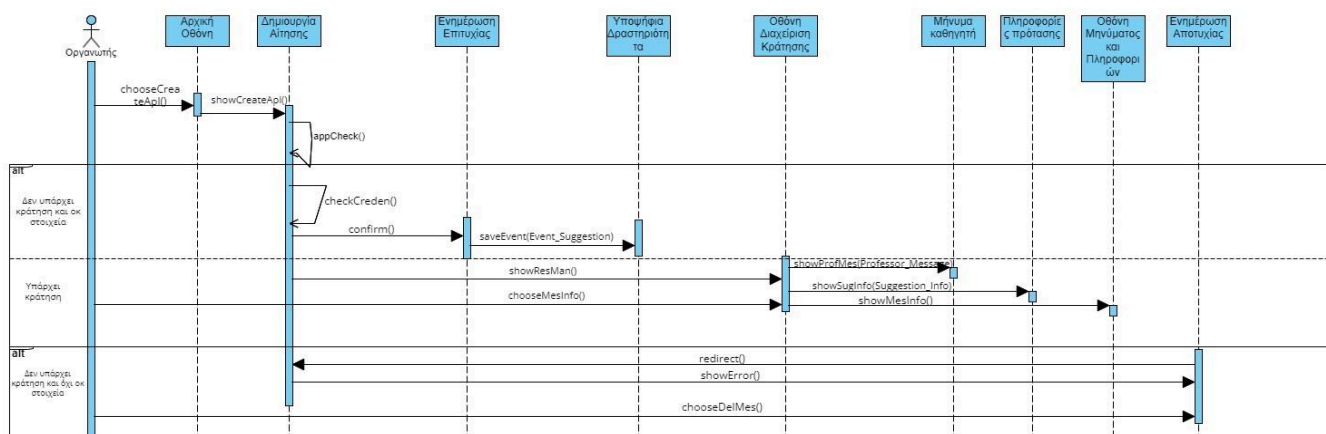 Οργανωτής
Αρχική
Οθόνη
Δημιουργία
Αίτησης
Ενημέρωση
Επιτυχίας
Υποψήφια
Δραστηριότη
τα
Οθόνη
Διαχείριση
Κράτησης
Μήνυμα
καθηγητή
Πληροφορίε
ς πρότασης
Οθόνη
Μηνύματος
και
Πληροφορι
ών
Ενημέρωση
Αποτυχίας
chooseCrea
teApl()
showCreateApl()
appCheck()
alt
Δεν υπάρχει
κράτηση και οκ
στοιχεία
checkCreden()
confirm()
saveEvent(Event_Suggestion)
Υπάρχει
κράτηση
showResMan()
showProfMes(Professor_Message)
showSugInfo(Suggestion_Info)
chooseMesInfo()
showMesInfo()
alt
Δεν υπάρχει
κράτηση και όχι οκ
στοιχεία
redirect()
showError()
chooseDelMes()